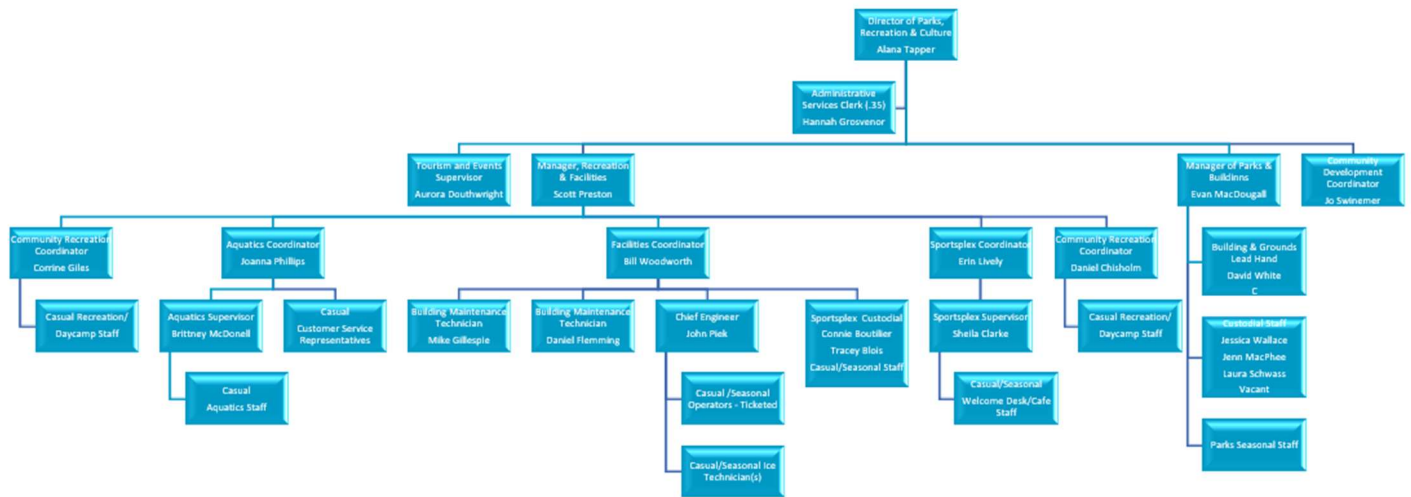 Director of Parks,
Recreation & Culture
Alana Tapper
Administrative
Services Clerk (.35)
Hannah Grosvenor
Tourism and Events
Supervisor
Aurora Douthwright
Manager, Recreation
& Facilities
Scott Preston
Manager of Parks &
Buildinns
Evan MacDougall
Community
Development
Coordinator
Jo Swinemer
Community Recreation
Coordinator
Corrine Giles
Aquatics Coordinator
Joanna Phillips
Facilities Coordinator
Bill Woodworth
Sportsplex Coordinator
Erin Lively
Community Recreation
Coordinator
Daniel Chisholm
Building & Grounds
Lead Hand
David White
C
Casual Recreation/
Daycamp Staff
Aquatics Supervisor
Brittney McDonell
Casual
Customer Service
Representatives
Building Maintenance
Technician
Mike Gillespie
Building Maintenance
Technician
Daniel Flemming
Chief Engineer
John Piek
Sportsplex Custodial
Connie Boutilier
Tracey Blois
Casual/Seasonal Staff
Sportsplex Supervisor
Sheila Clarke
Casual Recreation/
Daycamp Staff
Custodial Staff
Jessica Wallace
Jenn MacPhee
Laura Schwass
Vacant
Casual
Aquatics Staff
Casual /Seasonal
Operators - Ticketed
Casual/Seasonal
Welcome Desk/Cafe
Staff
Parks Seasonal Staff
Casual/Seasonal Ice
Technician(s)